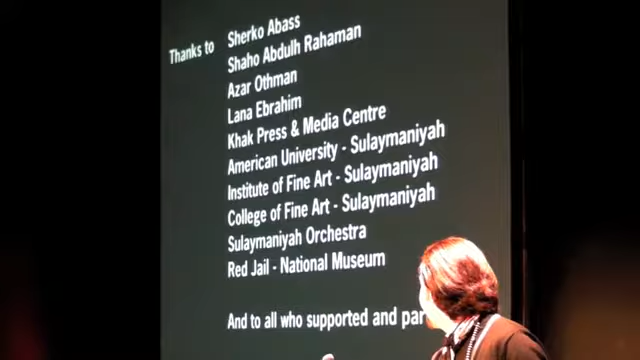 Thanks to Sherko Abass
Shaho Abdulh Rahaman
Azar Othman
Lana Ebrahim
Khak Press & Media Centre
American University - Sulaymaniyah
Institute of Fine Art - Sulaymaniyah
College of Fine Art - Sulaymaniyah
Sulaymaniyah Orchestra
Red Jail - National Museum
And to all who supported and par